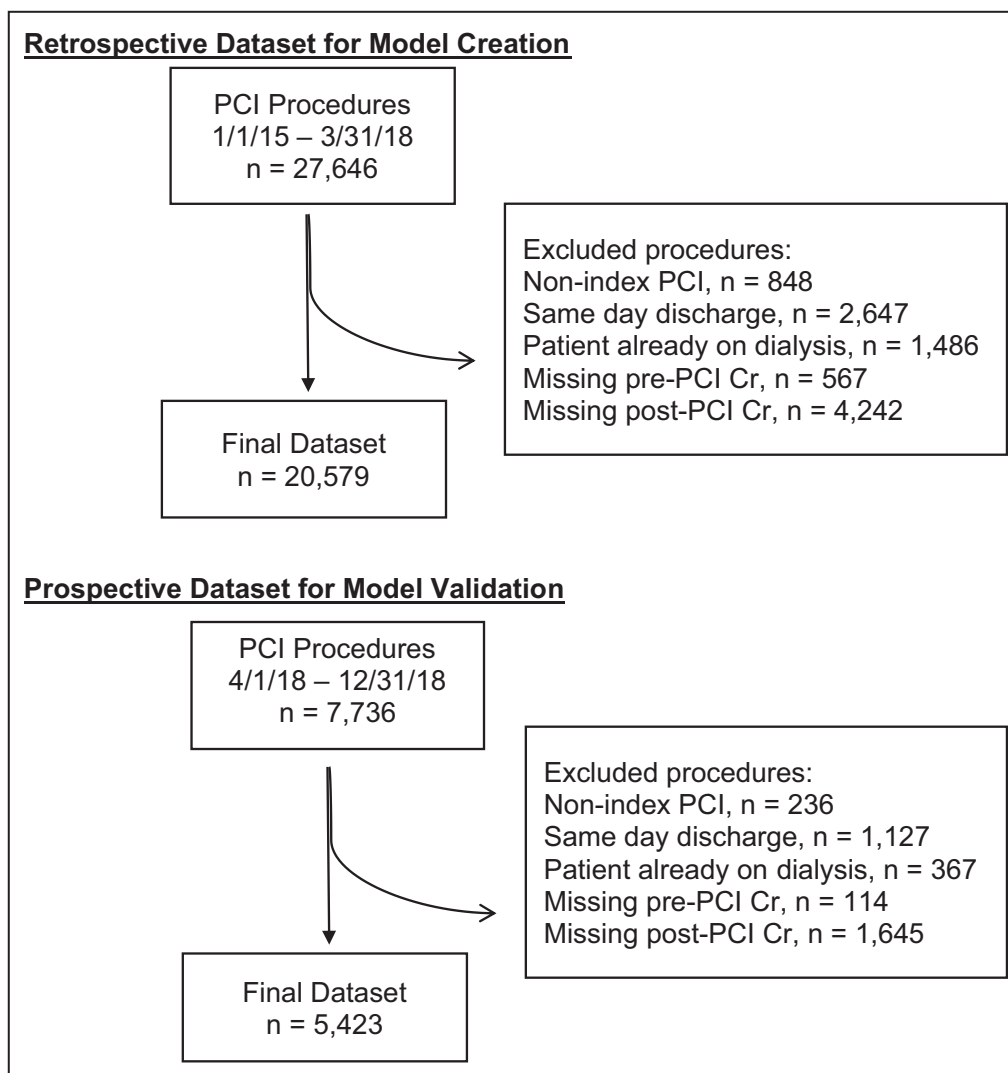 Retrospective Dataset for Model Creation
PCI Procedures
1/1/15 – 3/31/18
n = 27,646
Excluded procedures:
Non-index PCI, n = 848
Same day discharge, n = 2,647
Patient already on dialysis, n = 1,486
Missing pre-PCI Cr, n = 567
Missing post-PCI Cr, n = 4,242
Final Dataset
n = 20,579
Prospective Dataset for Model Validation
PCI Procedures
4/1/18 – 12/31/18
n = 7,736
Excluded procedures:
Non-index PCI, n = 236
Same day discharge, n = 1,127
Patient already on dialysis, n = 367
Missing pre-PCI Cr, n = 114
Missing post-PCI Cr, n = 1,645
Final Dataset
n = 5,423